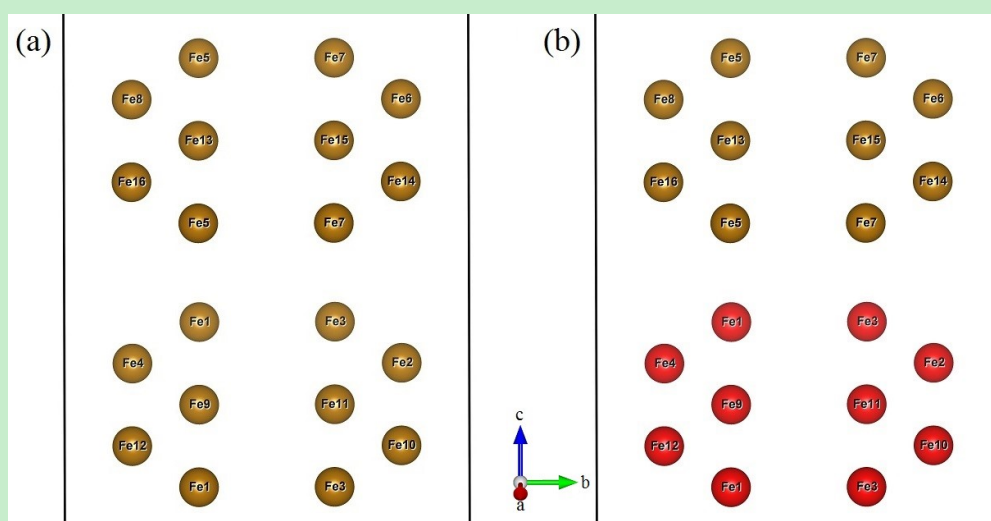 (a)
Fe5 Fe7
Fe8 Fe6
Fe13 Fe15
Fe16 Fe14
Fe5 Fe7
Fe1 Fe3
Fe4 Fe2
Fe9 Fe11
Fe12 Fe10
Fe1 Fe3
c
b
a
(b)
Fe5 Fe7
Fe8 Fe6
Fe13 Fe15
Fe16 Fe14
Fe5 Fe7
Fe1 Fe3
Fe4 Fe2
Fe9 Fe11
Fe12 Fe10
Fe1 Fe3